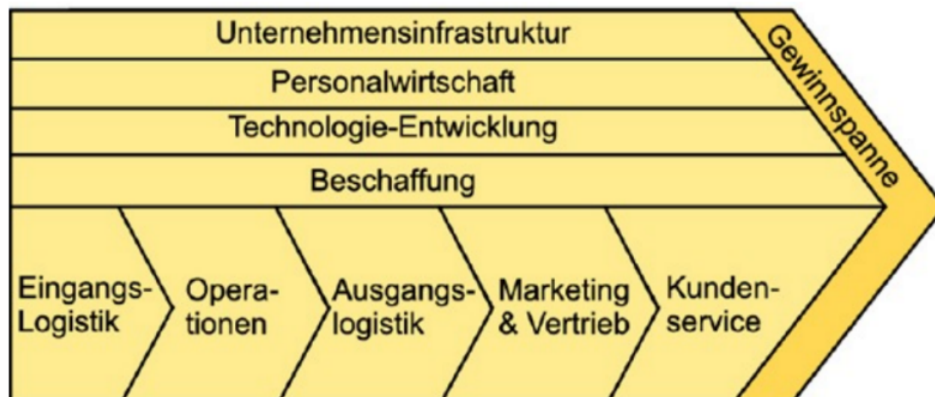 Unternehmensinfrastruktur
Personalwirtschaft
Technologie-Entwicklung
Beschaffung
Gewinnspanne
Eingangs-
Logistik
Opera-
tionen
Ausgangs-
logistik
Marketing
& Vertrieb
Kunden-
service